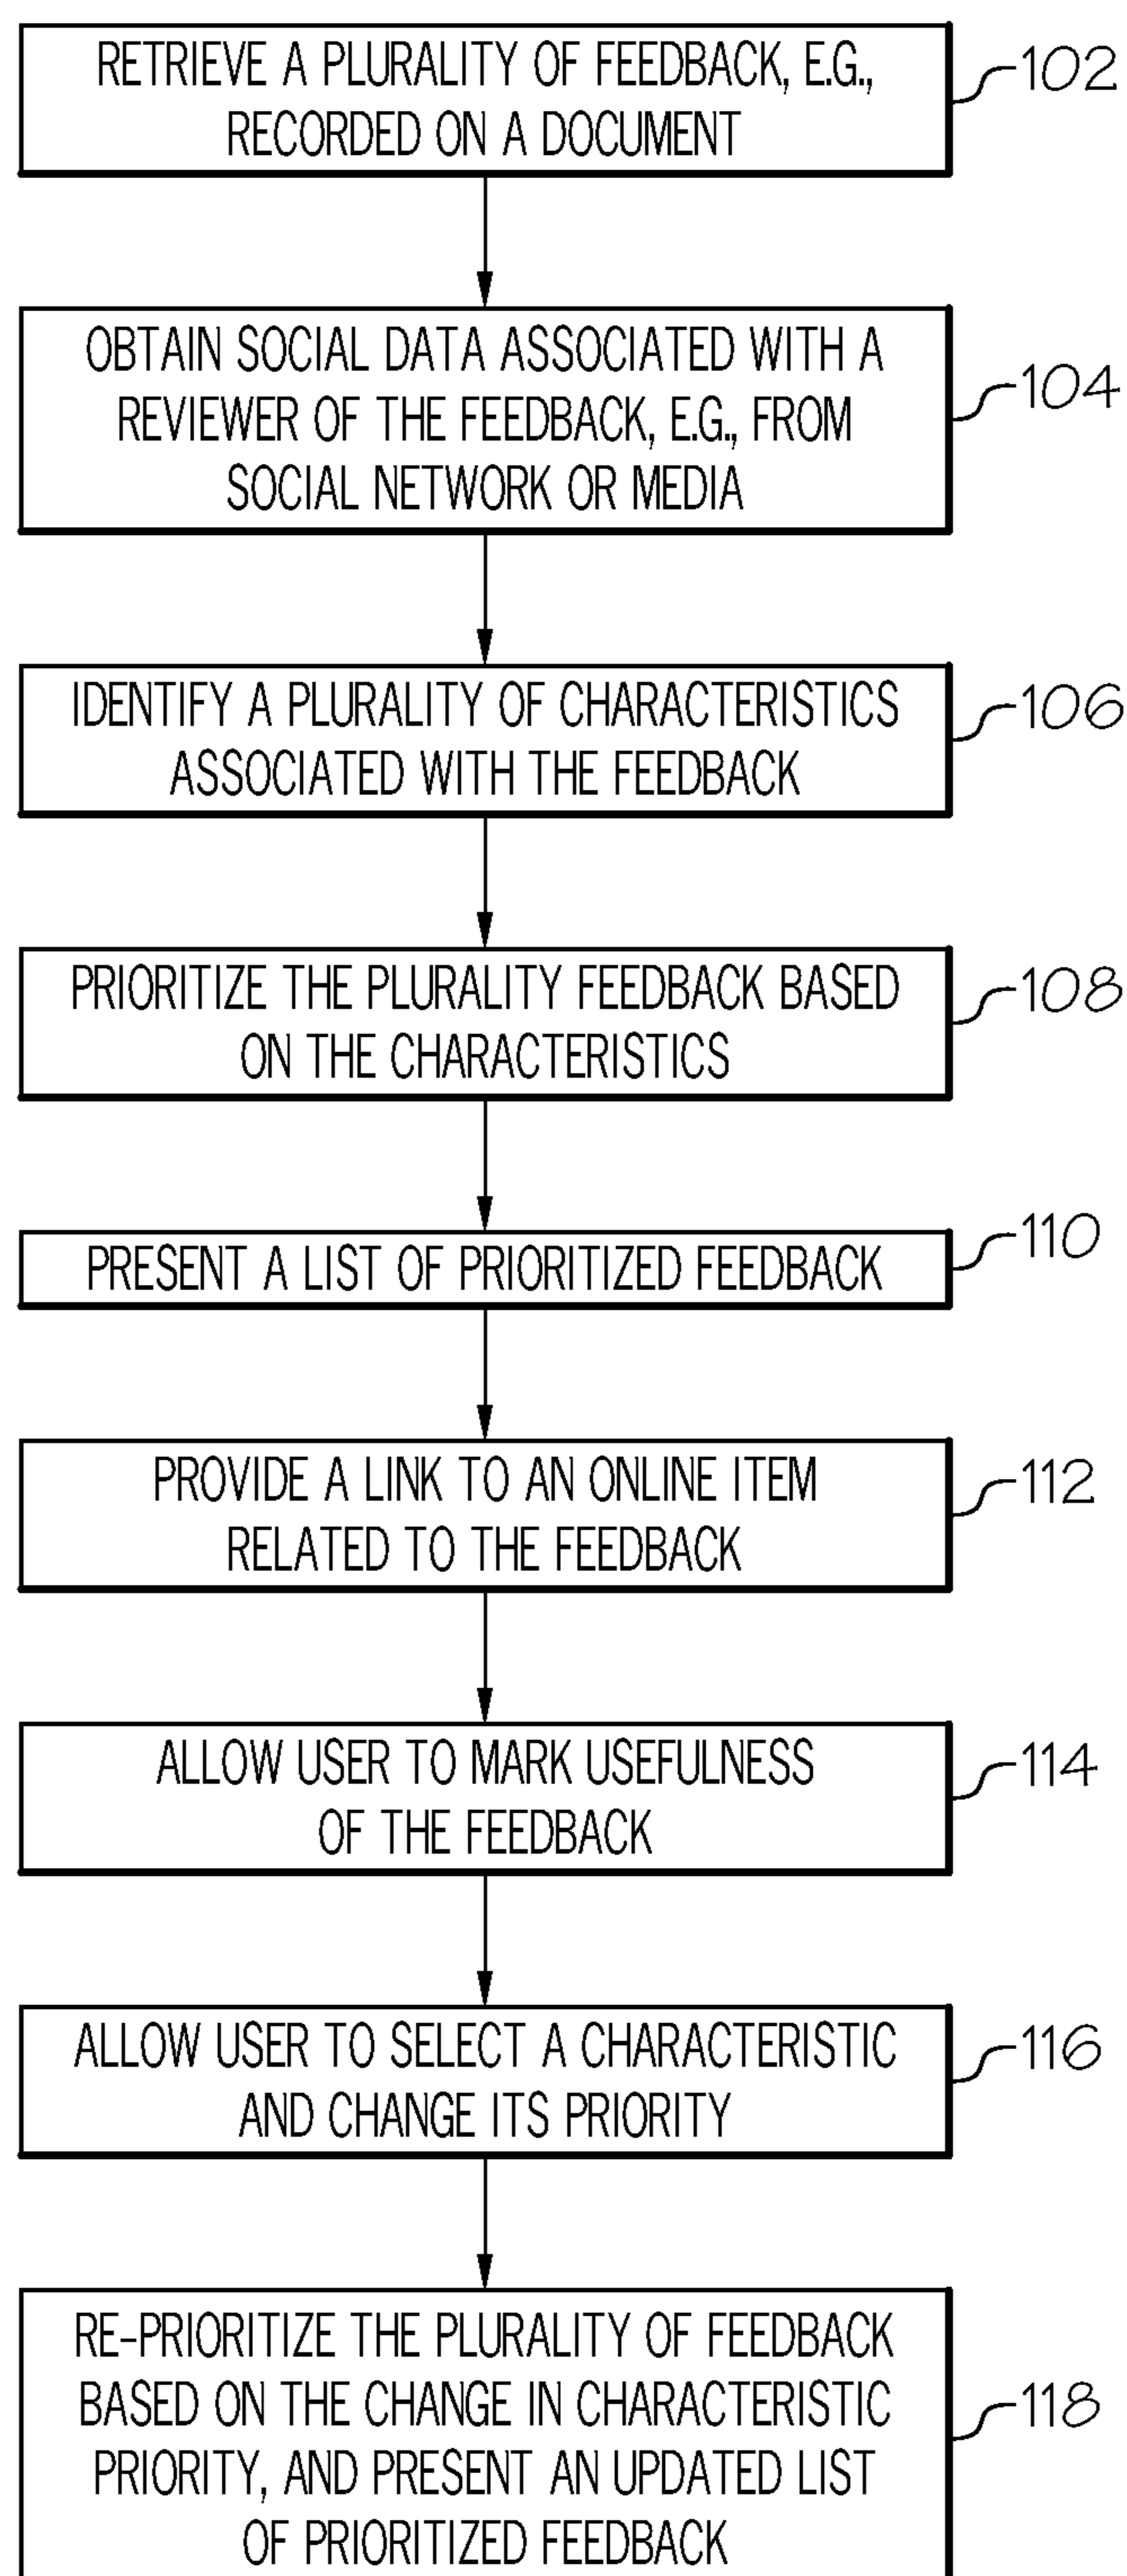 RETRIEVE A PLURALITY OF FEEDBACK, E.G.,
RECORDED ON A DOCUMENT
102
OBTAIN SOCIAL DATA ASSOCIATED WITH A
REVIEWER OF THE FEEDBACK, E.G., FROM
SOCIAL NETWORK OR MEDIA
104
IDENTIFY A PLURALITY OF CHARACTERISTICS
ASSOCIATED WITH THE FEEDBACK
106
PRIORITIZE THE PLURALITY FEEDBACK BASED
ON THE CHARACTERISTICS
108
PRESENT A LIST OF PRIORITIZED FEEDBACK
110
PROVIDE A LINK TO AN ONLINE ITEM
RELATED TO THE FEEDBACK
112
ALLOW USER TO MARK USEFULNESS
OF THE FEEDBACK
114
ALLOW USER TO SELECT A CHARACTERISTIC
AND CHANGE ITS PRIORITY
116
RE-PRIORITIZE THE PLURALITY OF FEEDBACK
BASED ON THE CHANGE IN CHARACTERISTIC
PRIORITY, AND PRESENT AN UPDATED LIST
OF PRIORITIZED FEEDBACK
118